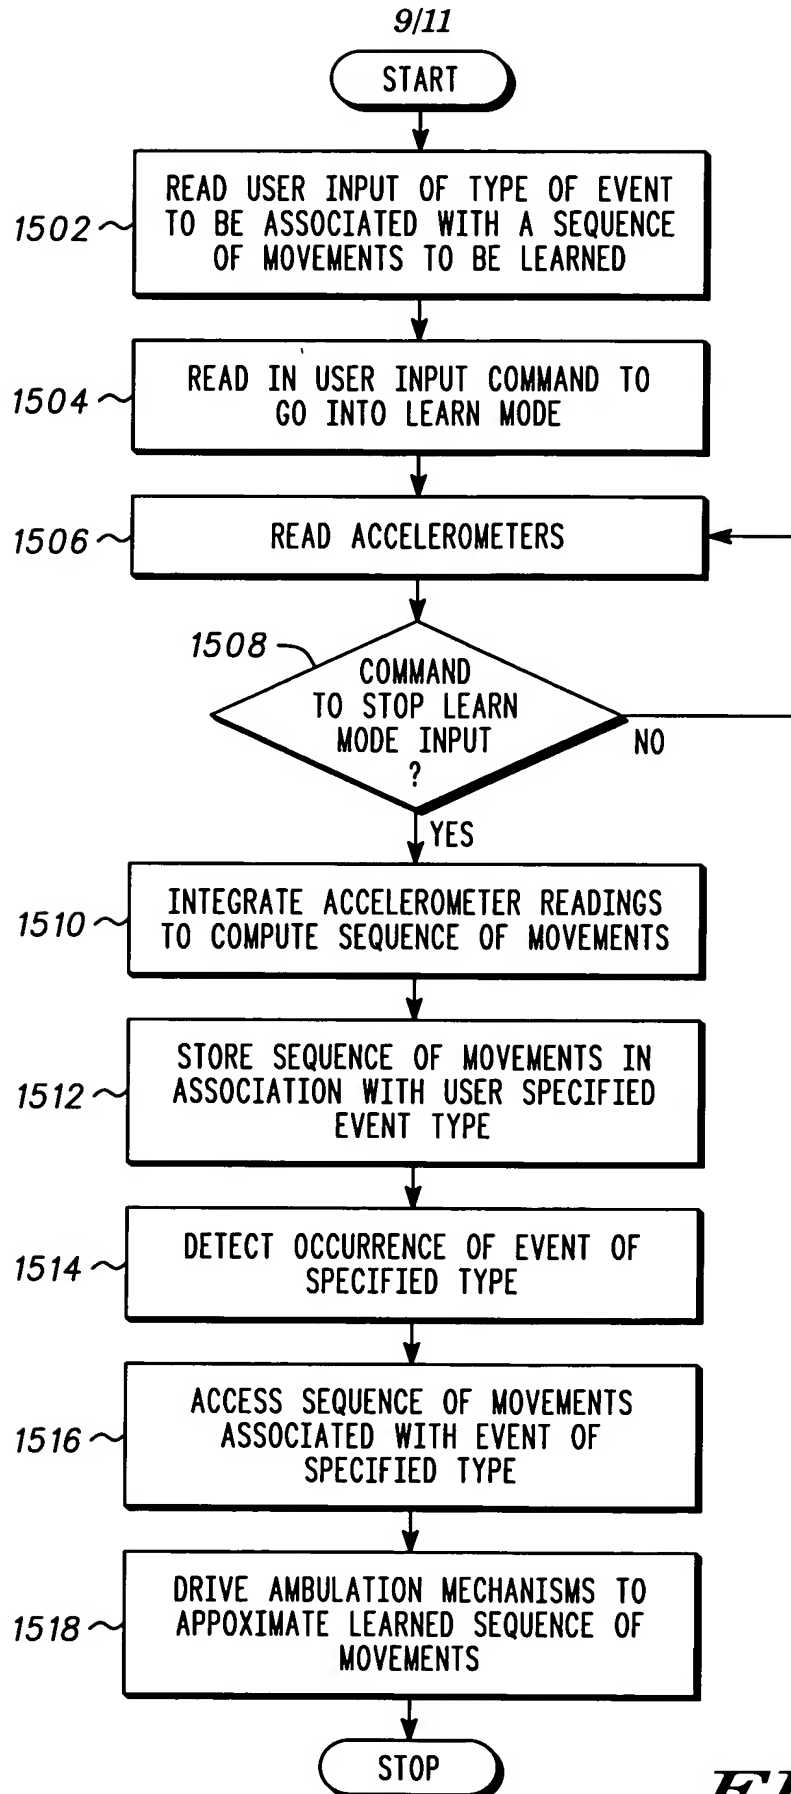 9/11
START
1502
READ USER INPUT OF TYPE OF EVENT
TO BE ASSOCIATED WITH A SEQUENCE
OF MOVEMENTS TO BE LEARNED
1504
READ IN USER INPUT COMMAND TO
GO INTO LEARN MODE
1506
READ ACCELEROMETERS
1508
COMMAND
TO STOP LEARN
MODE INPUT
?
NO
YES
1510
INTEGRATE ACCELEROMETER READINGS
TO COMPUTE SEQUENCE OF MOVEMENTS
1512
STORE SEQUENCE OF MOVEMENTS IN
ASSOCIATION WITH USER SPECIFIED
EVENT TYPE
1514
DETECT OCCURRENCE OF EVENT OF
SPECIFIED TYPE
1516
ACCESS SEQUENCE OF MOVEMENTS
ASSOCIATED WITH EVENT OF
SPECIFIED TYPE
1518
DRIVE AMBULATION MECHANISMS TO
APPOXIMATE LEARNED SEQUENCE OF
MOVEMENTS
STOP